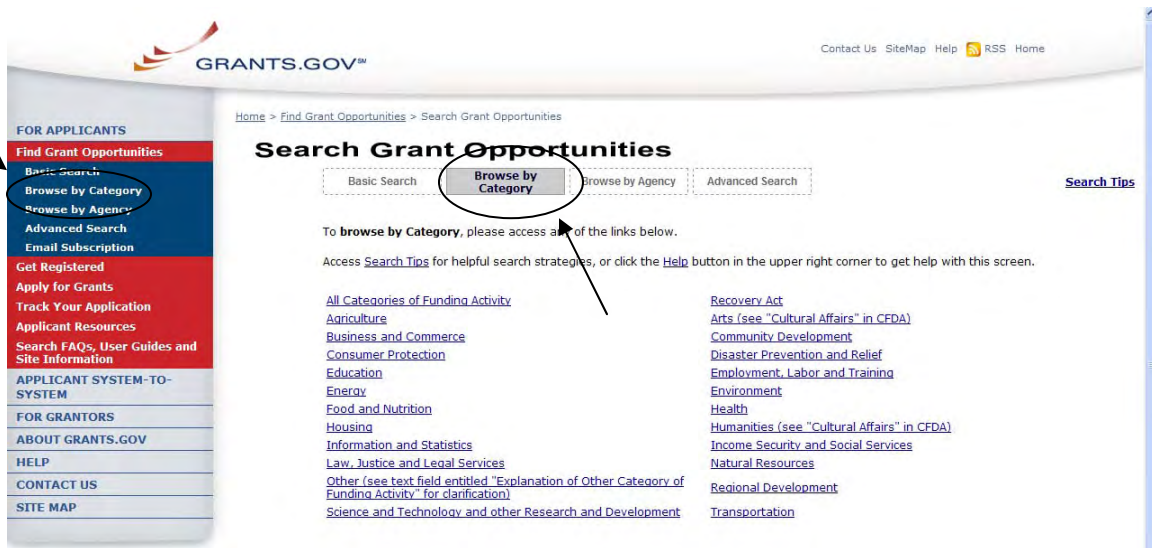 GRANTS.GOV℠
Contact Us SiteMap Help RSS Home
Home > Find Grant Opportunities > Search Grant Opportunities
FOR APPLICANTS
Find Grant Opportunities
Basic Search
Browse by Category
Browse by Agency
Advanced Search
Email Subscription
Get Registered
Apply for Grants
Track Your Application
Applicant Resources
Search FAQs, User Guides and
Site Information
APPLICANT SYSTEM-TO-
SYSTEM
FOR GRANTORS
ABOUT GRANTS.GOV
HELP
CONTACT US
SITE MAP
Search Grant Opportunities
Basic Search
Browse by
Category
Browse by Agency
Advanced Search
Search Tips
To browse by Category, please access any of the links below.
Access Search Tips for helpful search strategies, or click the Help button in the upper right corner to get help with this screen.
All Categories of Funding Activity
Agriculture
Business and Commerce
Consumer Protection
Education
Energy
Food and Nutrition
Housing
Information and Statistics
Law, Justice and Legal Services
Other (see text field entitled "Explanation of Other Category of
Funding Activity" for clarification)
Science and Technology and other Research and Development
Recovery Act
Arts (see "Cultural Affairs" in CFDA)
Community Development
Disaster Prevention and Relief
Employment, Labor and Training
Environment
Health
Humanities (see "Cultural Affairs" in CFDA)
Income Security and Social Services
Natural Resources
Regional Development
Transportation